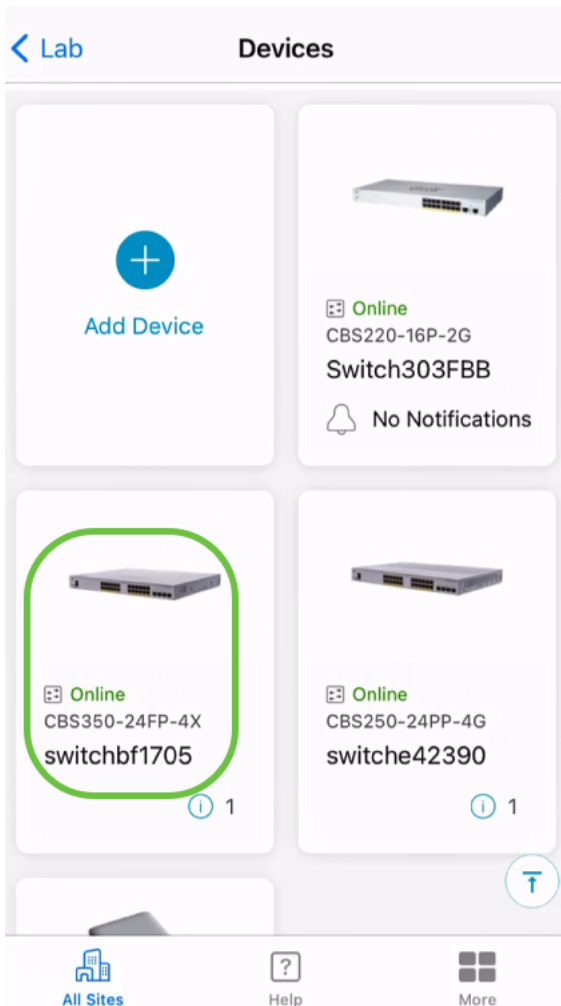 Lab
Devices
Add Device
Online
CBS220-16P-2G
Switch303FBB
No Notifications
Online
CBS350-24FP-4X
switchbf1705
1
Online
CBS250-24PP-4G
switche42390
1
All Sites
Help
More